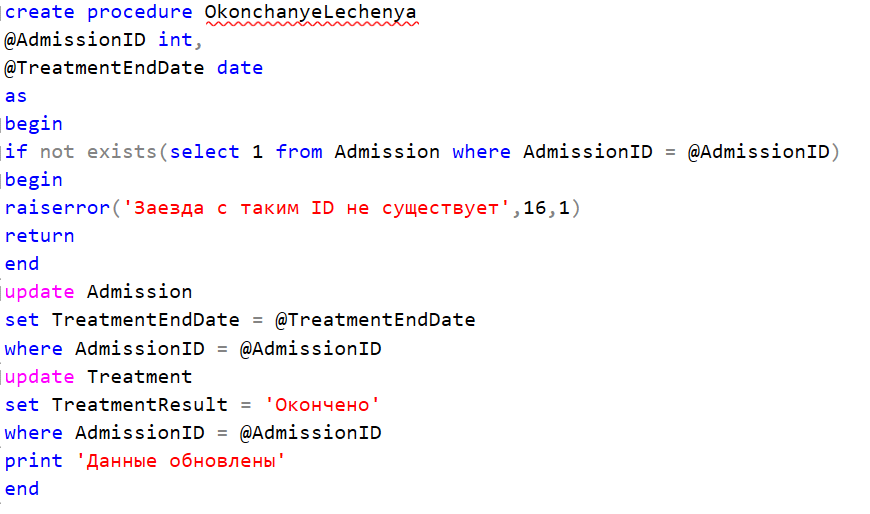 create procedure OkonchanyeLechenya
@AdmissionID int,
@TreatmentEndDate date
as
begin
if not exists(select 1 from Admission where AdmissionID = @AdmissionID)
begin
raiserror('Заезда с таким ID не существует',16,1)
return
end
update Admission
set TreatmentEndDate = @TreatmentEndDate
where AdmissionID = @AdmissionID
update Treatment
set TreatmentResult = 'Окончено'
where AdmissionID = @AdmissionID
print 'Данные обновлены'
end